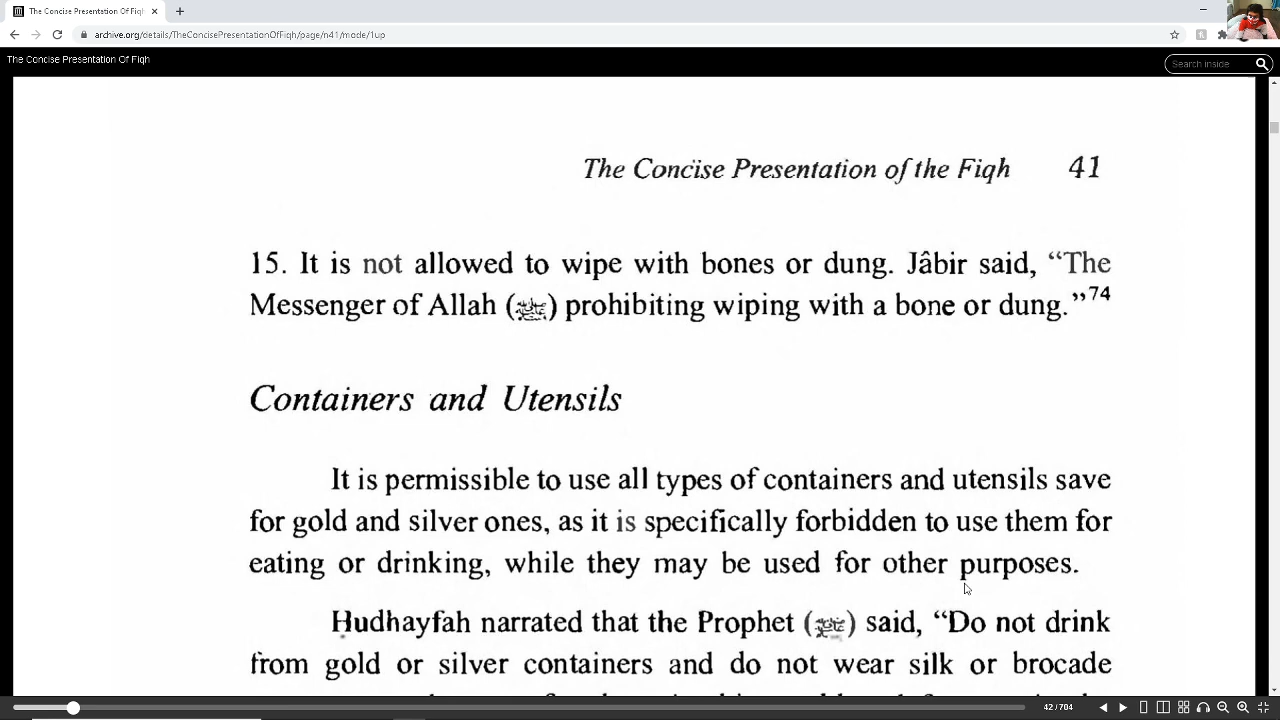 The Concise Presentation Of Fiqh
archive.org/details/TheConcisePresentationOfFiqh/page/n41/mode/1up
The Concise Presentation Of Fiqh
Search inside
The Concise Presentation of the Fiqh 41
15. It is not allowed to wipe with bones or dung. Jâbir said, “The
Messenger of Allah (ﷺ) prohibiting wiping with a bone or dung.”74
Containers and Utensils
It is permissible to use all types of containers and utensils save
for gold and silver ones, as it is specifically forbidden to use them for
eating or drinking, while they may be used for other purposes.
Ḥudhayfah narrated that the Prophet (ﷺ) said, “Do not drink
from gold or silver containers and do not wear silk or brocade
42 / 704